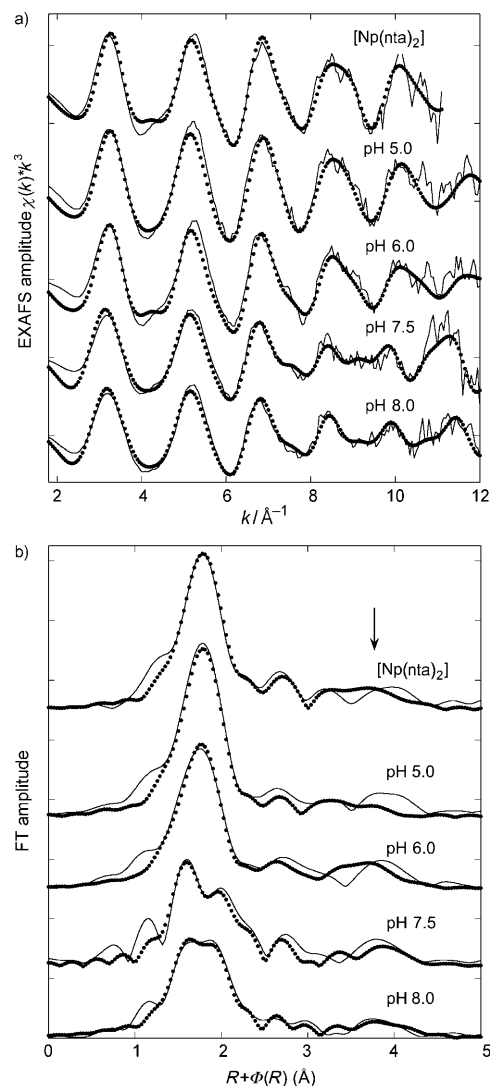 a)
[Np(nta)₂]
pH 5.0
pH 6.0
pH 7.5
pH 8.0
EXAFS amplitude χ(k)*k³
2 4 6 8 10 12
k / Å⁻¹
b)
[Np(nta)₂]
pH 5.0
pH 6.0
pH 7.5
pH 8.0
FT amplitude
0 1 2 3 4 5
R+Φ(R) (Å)